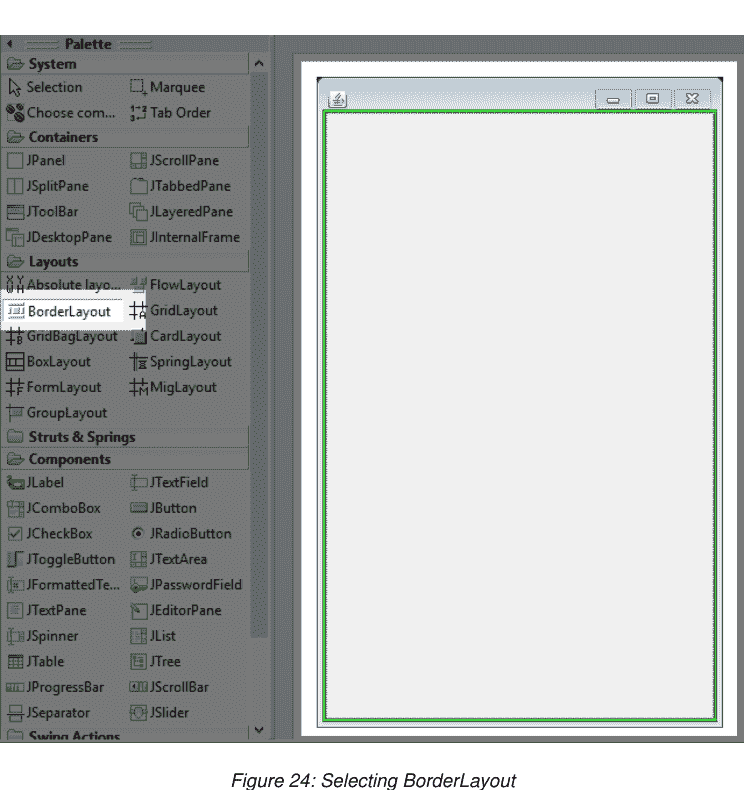 Palette
System
Selection
Marquee
Choose com...
Tab Order
Containers
JPanel
JScrollPane
JSplitPane
JTabbedPane
JToolBar
JLayeredPane
JDesktopPane
JInternalFrame
Layouts
Absolute layo...
FlowLayout
BorderLayout
GridLayout
GridBagLayout
CardLayout
BoxLayout
SpringLayout
FormLayout
MigLayout
GroupLayout
Struts & Springs
Components
JLabel
JTextField
JComboBox
JButton
JCheckBox
JRadioButton
JToggleButton
JTextArea
JFormattedTe...
JPasswordField
JTextPane
JEditorPane
JSpinner
JList
JTable
JTree
JProgressBar
JScrollBar
JSeparator
JSlider
Swing Actions
Figure 24: Selecting BorderLayout